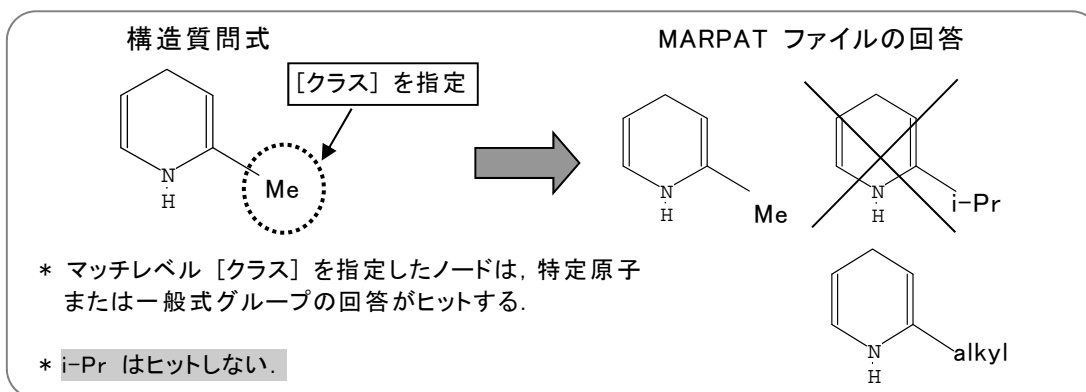 構造質問式
MARPAT ファイルの回答
[クラス] を指定
Me
N
H
N
H
Me
N
H
i-Pr
* マッチレベル [クラス] を指定したノードは, 特定原子
または一般式グループの回答がヒットする.
* i-Pr はヒットしない.
N
H
alkyl